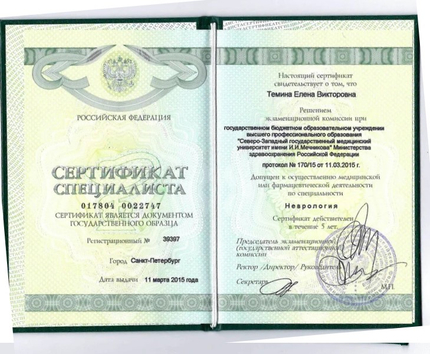 РОССИЙСКАЯ ФЕДЕРАЦИЯ
СЕРТИФИКАТ
СПЕЦИАЛИСТА
017804 0022747
СЕРТИФИКАТ ЯВЛЯЕТСЯ ДОКУМЕНТОМ
ГОСУДАРСТВЕННОГО ОБРАЗЦА
Регистрационный № 39397
Город Санкт-Петербург
Дата выдачи 11 марта 2015 года
Настоящий сертификат
свидетельствует о том, что
Темина Елена Викторовна
Решением
экзаменационной комиссии при
государственном бюджетном образовательном учреждении
высшего профессионального образования
"Северо-Западный государственный медицинский
университет имени И.И.Мечникова" Министерства
здравоохранения Российской Федерации
протокол № 170/15 от 11.03.2015 г.
Допущен к осуществлению медицинской
или фармацевтической деятельности
по специальности
Неврология
Сертификат действителен
в течение 5 лет.
Председатель экзаменационной
(государственной аттестационной)
комиссии
Ректор /Директор/ Руководитель
Секретарь
М.П.